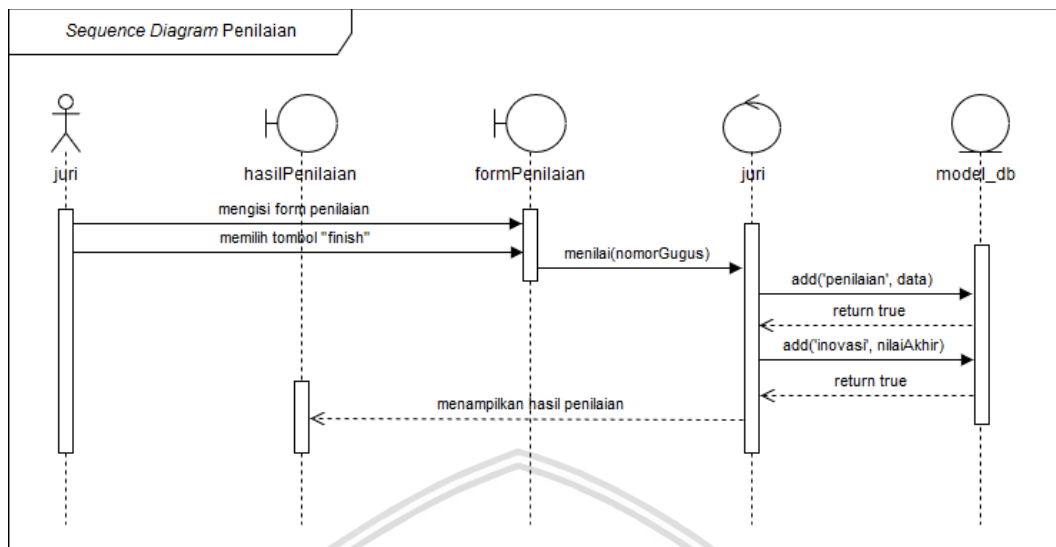 Sequence Diagram Penilaian
juri
hasilPenilaian
formPenilaian
juri
model_db
mengisi form penilaian
memilih tombol "finish"
menilai(nomorGugus)
add('penilaian', data)
return true
add('inovasi', nilaiAkhir)
return true
menampilkan hasil penilaian